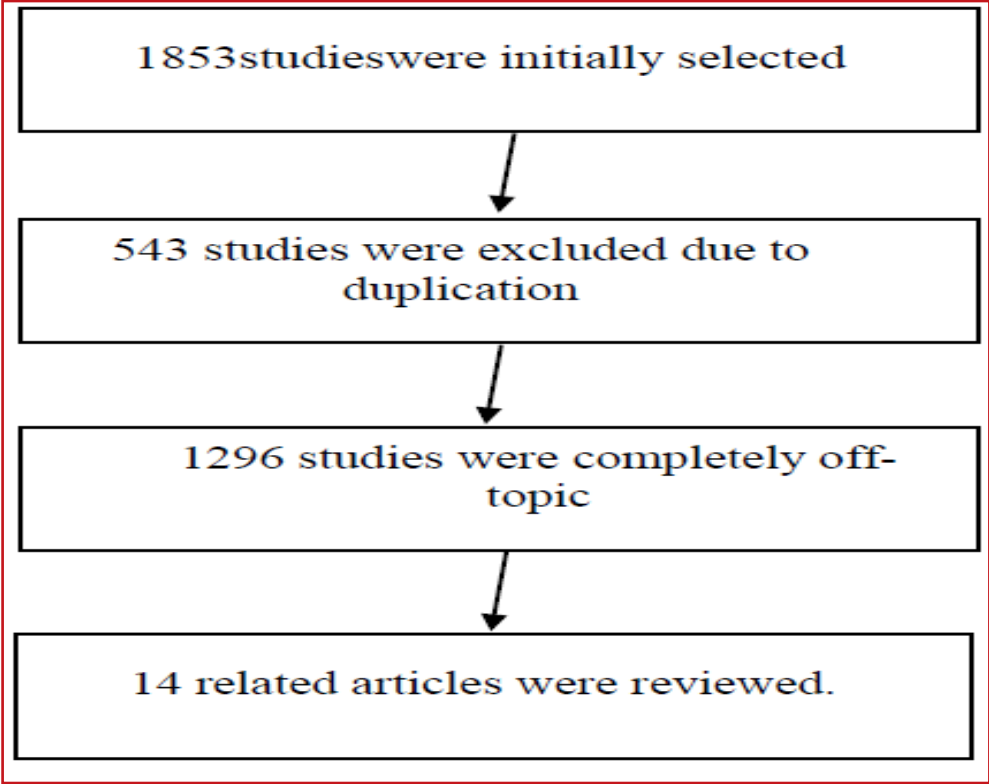 1853studieswere initially selected
543 studies were excluded due to
duplication
1296 studies were completely off-
topic
14 related articles were reviewed.